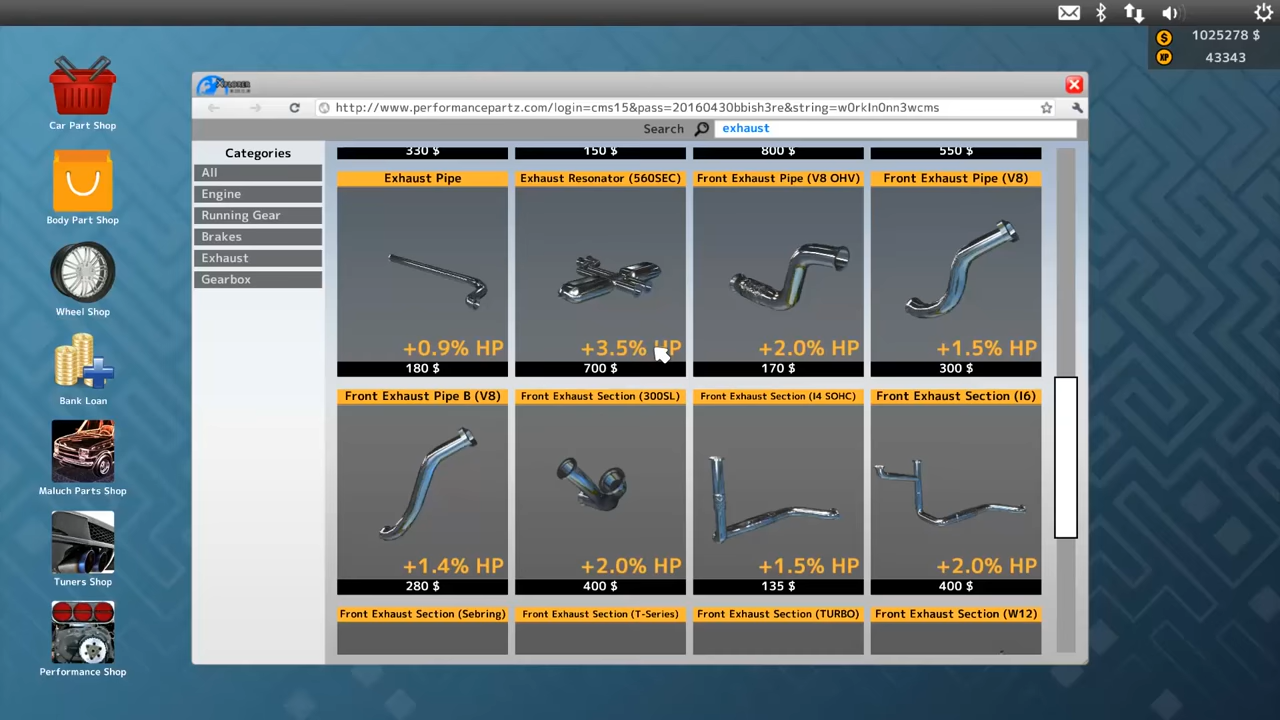 1025278 $
43343
Car Part Shop
Body Part Shop
Wheel Shop
Bank Loan
Maluch Parts Shop
Tuners Shop
Performance Shop
http://www.performancepartz.com/login=cms15&pass=20160430bbish3re&string=w0rkIn0nn3wcms
Search exhaust
Categories
All
Engine
Running Gear
Brakes
Exhaust
Gearbox
330 $ 150 $ 800 $ 550 $
Exhaust Pipe Exhaust Resonator (560SEC) Front Exhaust Pipe (V8 OHV) Front Exhaust Pipe (V8)
+0.9% HP +3.5% HP +2.0% HP +1.5% HP
180 $ 700 $ 170 $ 300 $
Front Exhaust Pipe B (V8) Front Exhaust Section (300SL) Front Exhaust Section (I4 SOHC) Front Exhaust Section (I6)
+1.4% HP +2.0% HP +1.5% HP +2.0% HP
280 $ 400 $ 135 $ 400 $
Front Exhaust Section (Sebring) Front Exhaust Section (T-Series) Front Exhaust Section (TURBO) Front Exhaust Section (W12)